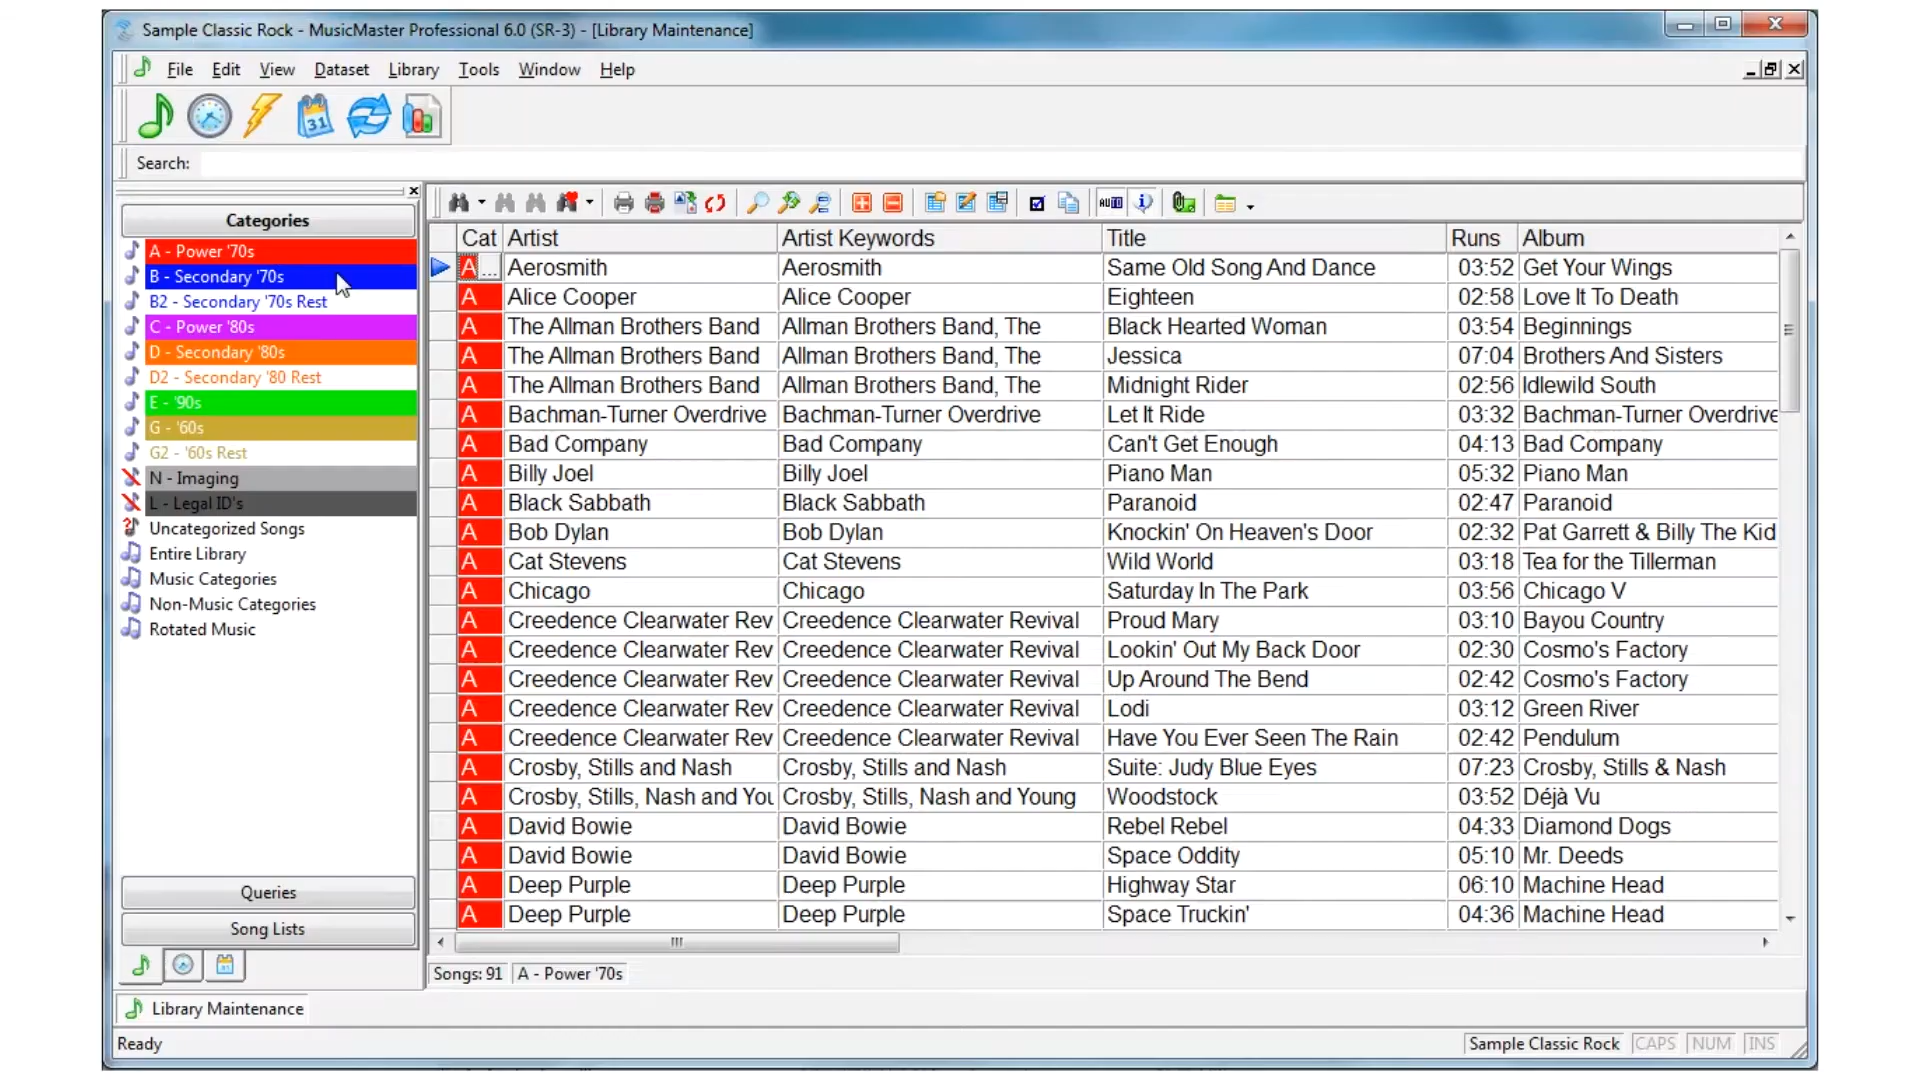 Sample Classic Rock - MusicMaster Professional 6.0 (SR-3) - [Library Maintenance]
File Edit View Dataset Library Tools Window Help
31
Search:
Categories
A - Power '70s
B - Secondary '70s
B2 - Secondary '70s Rest
C - Power '80s
D - Secondary '80s
D2 - Secondary '80 Rest
E - '90s
G - '60s
G2 - '60s Rest
N - Imaging
L - Legal ID's
Uncategorized Songs
Entire Library
Music Categories
Non-Music Categories
Rotated Music
Queries
Song Lists
Cat Artist Artist Keywords Title Runs Album
A ... Aerosmith Aerosmith Same Old Song And Dance 03:52 Get Your Wings
A Alice Cooper Alice Cooper Eighteen 02:58 Love It To Death
A The Allman Brothers Band Allman Brothers Band, The Black Hearted Woman 03:54 Beginnings
A The Allman Brothers Band Allman Brothers Band, The Jessica 07:04 Brothers And Sisters
A The Allman Brothers Band Allman Brothers Band, The Midnight Rider 02:56 Idlewild South
A Bachman-Turner Overdrive Bachman-Turner Overdrive Let It Ride 03:32 Bachman-Turner Overdrive
A Bad Company Bad Company Can't Get Enough 04:13 Bad Company
A Billy Joel Billy Joel Piano Man 05:32 Piano Man
A Black Sabbath Black Sabbath Paranoid 02:47 Paranoid
A Bob Dylan Bob Dylan Knockin' On Heaven's Door 02:32 Pat Garrett & Billy The Kid
A Cat Stevens Cat Stevens Wild World 03:18 Tea for the Tillerman
A Chicago Chicago Saturday In The Park 03:56 Chicago V
A Creedence Clearwater Rev Creedence Clearwater Revival Proud Mary 03:10 Bayou Country
A Creedence Clearwater Rev Creedence Clearwater Revival Lookin' Out My Back Door 02:30 Cosmo's Factory
A Creedence Clearwater Rev Creedence Clearwater Revival Up Around The Bend 02:42 Cosmo's Factory
A Creedence Clearwater Rev Creedence Clearwater Revival Lodi 03:12 Green River
A Creedence Clearwater Rev Creedence Clearwater Revival Have You Ever Seen The Rain 02:42 Pendulum
A Crosby, Stills and Nash Crosby, Stills and Nash Suite: Judy Blue Eyes 07:23 Crosby, Stills & Nash
A Crosby, Stills, Nash and You Crosby, Stills, Nash and Young Woodstock 03:52 Déjà Vu
A David Bowie David Bowie Rebel Rebel 04:33 Diamond Dogs
A David Bowie David Bowie Space Oddity 05:10 Mr. Deeds
A Deep Purple Deep Purple Highway Star 06:10 Machine Head
A Deep Purple Deep Purple Space Truckin' 04:36 Machine Head
Songs: 91 A - Power '70s
Library Maintenance
Ready Sample Classic Rock CAPS NUM INS